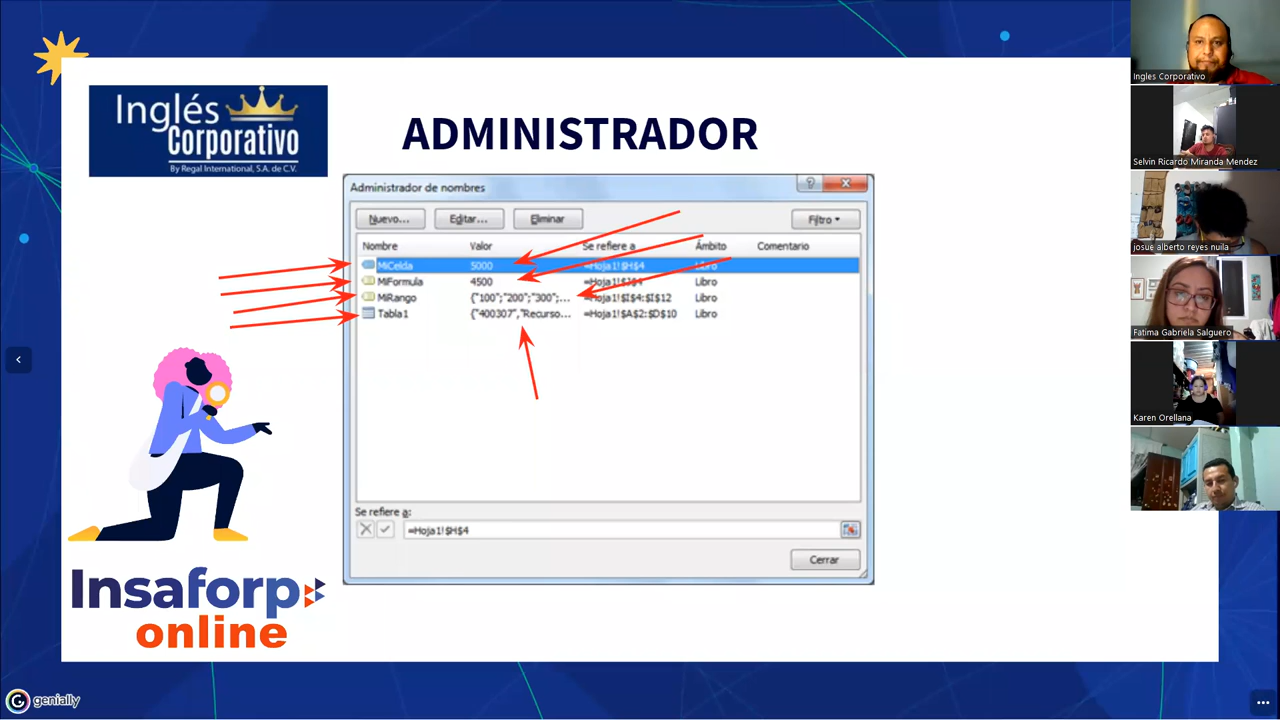 Inglés
Corporativo
By Regal International, S.A. de C.V.
ADMINISTRADOR
Administrador de nombres
Nuevo...
Editar...
Eliminar
Filtro
Nombre Valor Se refiere a Ámbito Comentario
MiCelda 5000 =Hoja1!$H$4 Libro
MiFormula 4500 =Hoja1!$J$4 Libro
MiRango {"100";"200";"300";... =Hoja1!$I$4:$I$12 Libro
Tabla1 {"400307","Recurso... =Hoja1!$A$2:$D$10 Libro
Se refiere a:
=Hoja1!$H$4
Cerrar
Insaforp
online
genially
Ingles Corporativo
Selvin Ricardo Miranda Mendez
josue alberto reyes nuila
Fatima Gabriela Salguero
Karen Orellana